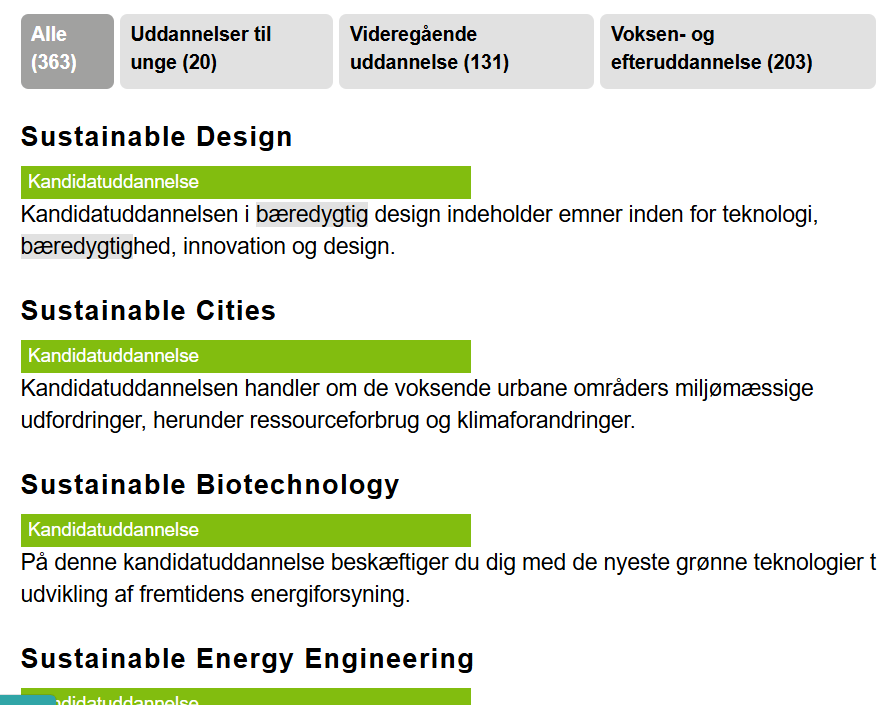 Alle
(363)
Uddannelser til
unge (20)
Videregående
uddannelse (131)
Voksen- og
efteruddannelse (203)
Sustainable Design
Kandidatuddannelse
Kandidatuddannelsen i bæredygtig design indeholder emner inden for teknologi,
bæredygtighed, innovation og design.
Sustainable Cities
Kandidatuddannelse
Kandidatuddannelsen handler om de voksende urbane områders miljømæssige
udfordringer, herunder ressourceforbrug og klimaforandringer.
Sustainable Biotechnology
Kandidatuddannelse
På denne kandidatuddannelse beskæftiger du dig med de nyeste grønne teknologier t
udvikling af fremtidens energiforsyning.
Sustainable Energy Engineering